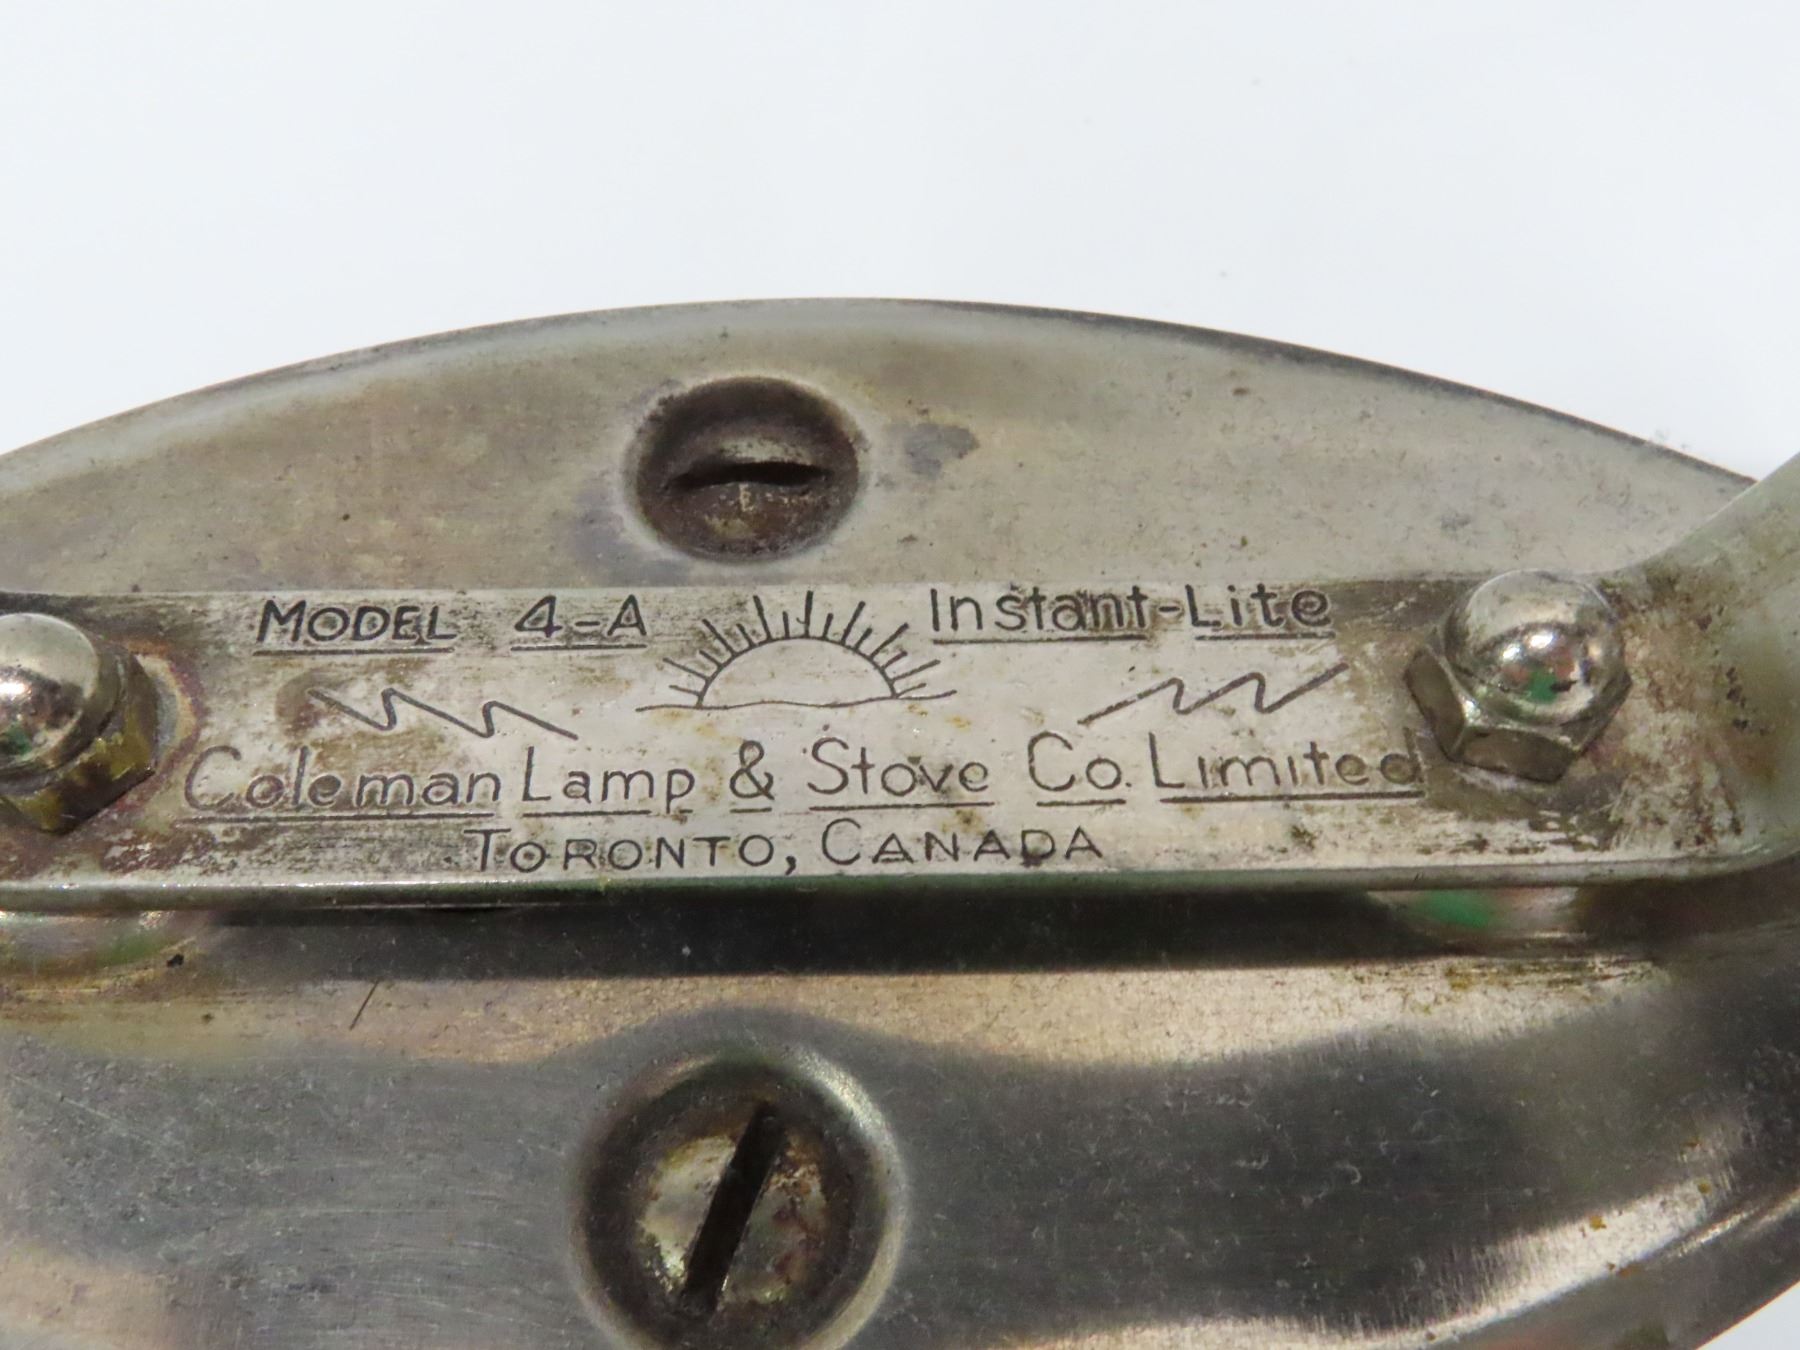 MODEL 4-A Instant-Lite
Coleman Lamp & Stove Co. Limited
TORONTO, CANADA